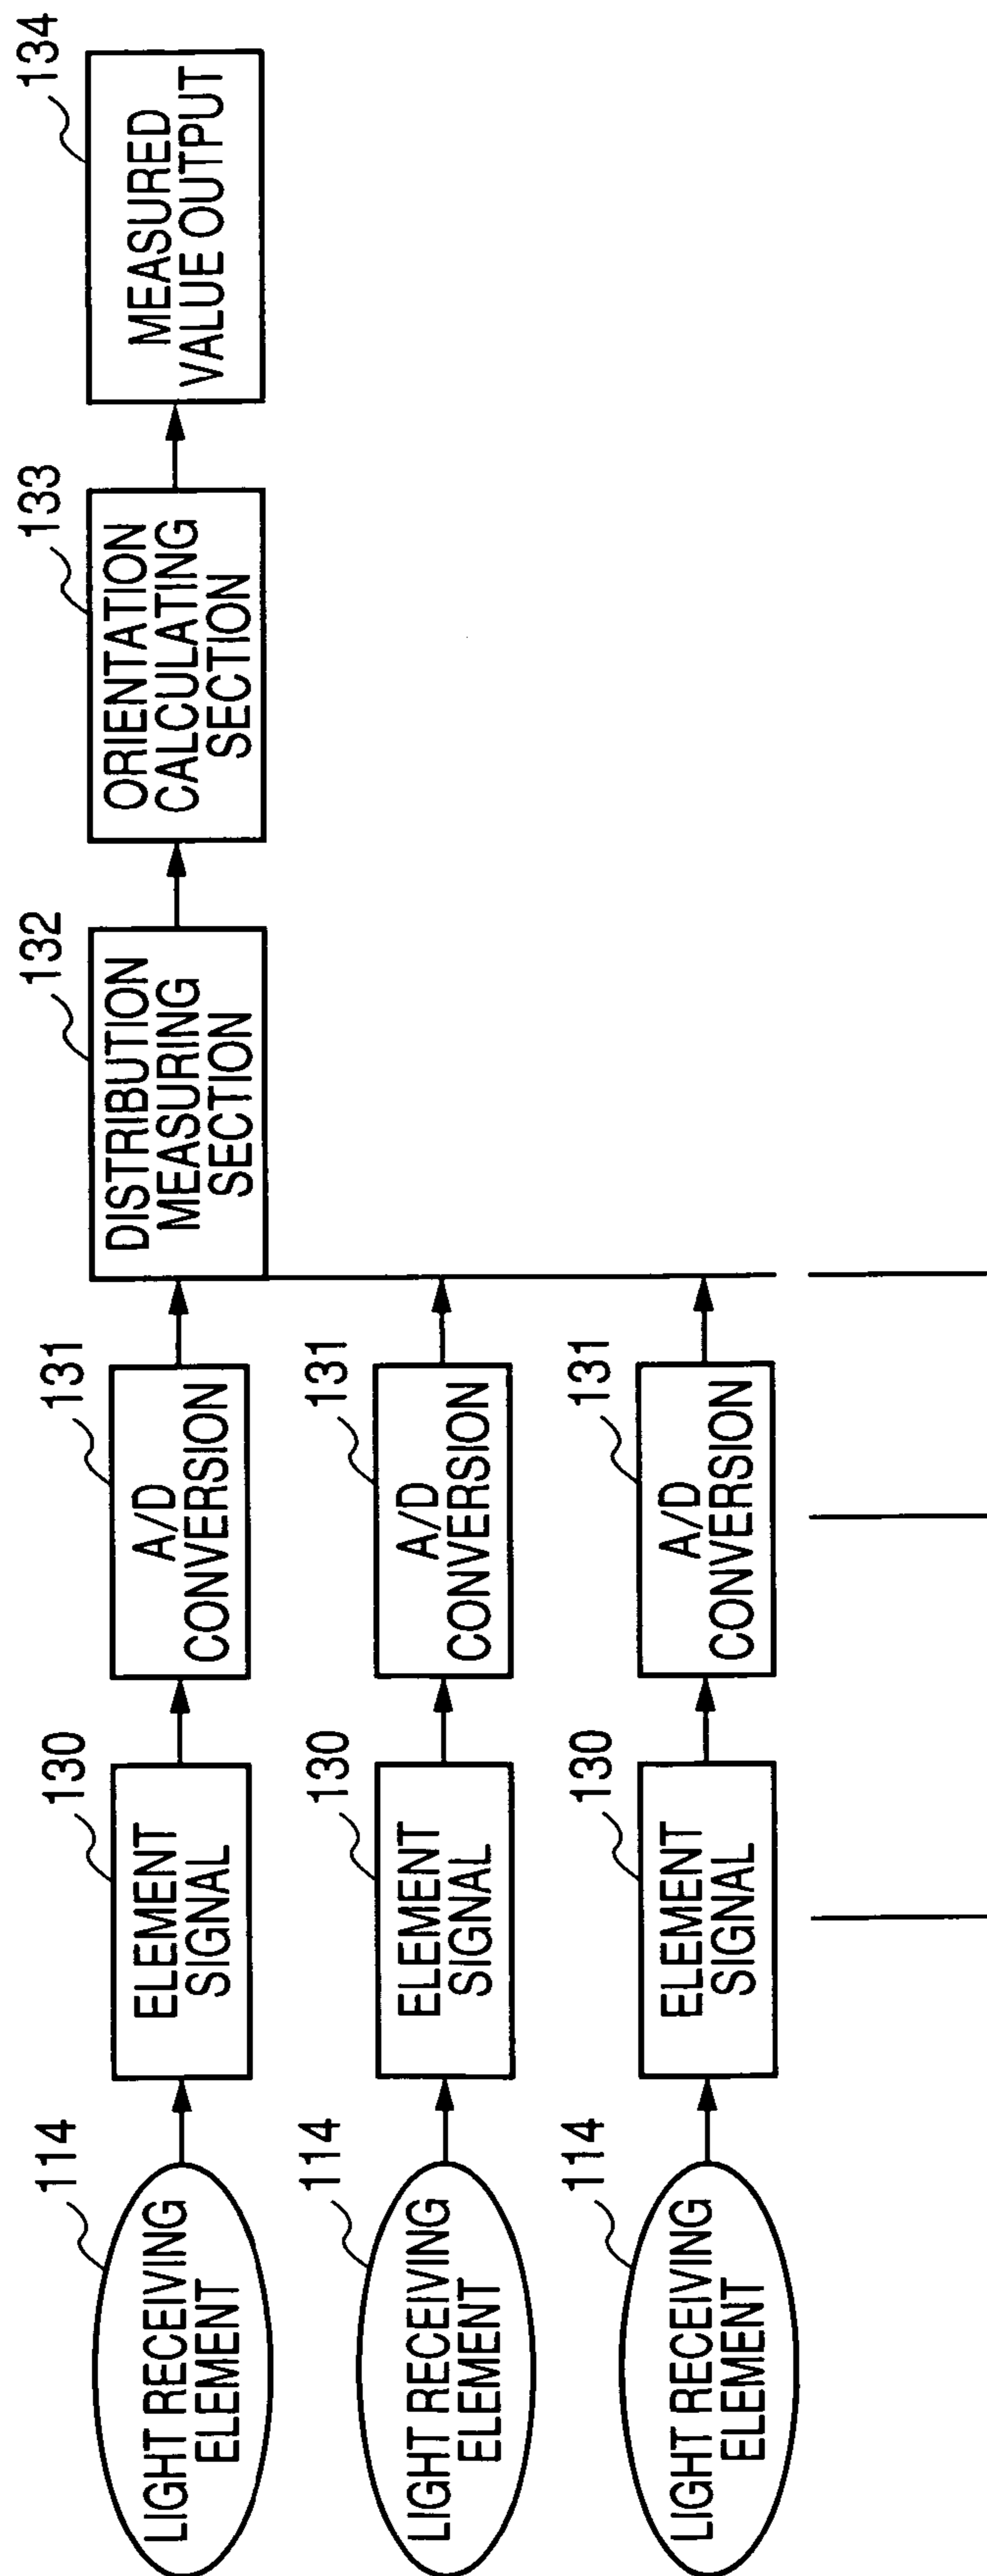 114
LIGHT RECEIVING
ELEMENT
130
ELEMENT
SIGNAL
131
A/D
CONVERSION
132
DISTRIBUTION
MEASURING
SECTION
133
ORIENTATION
CALCULATING
SECTION
134
MEASURED
VALUE OUTPUT
114
LIGHT RECEIVING
ELEMENT
130
ELEMENT
SIGNAL
131
A/D
CONVERSION
114
LIGHT RECEIVING
ELEMENT
130
ELEMENT
SIGNAL
131
A/D
CONVERSION